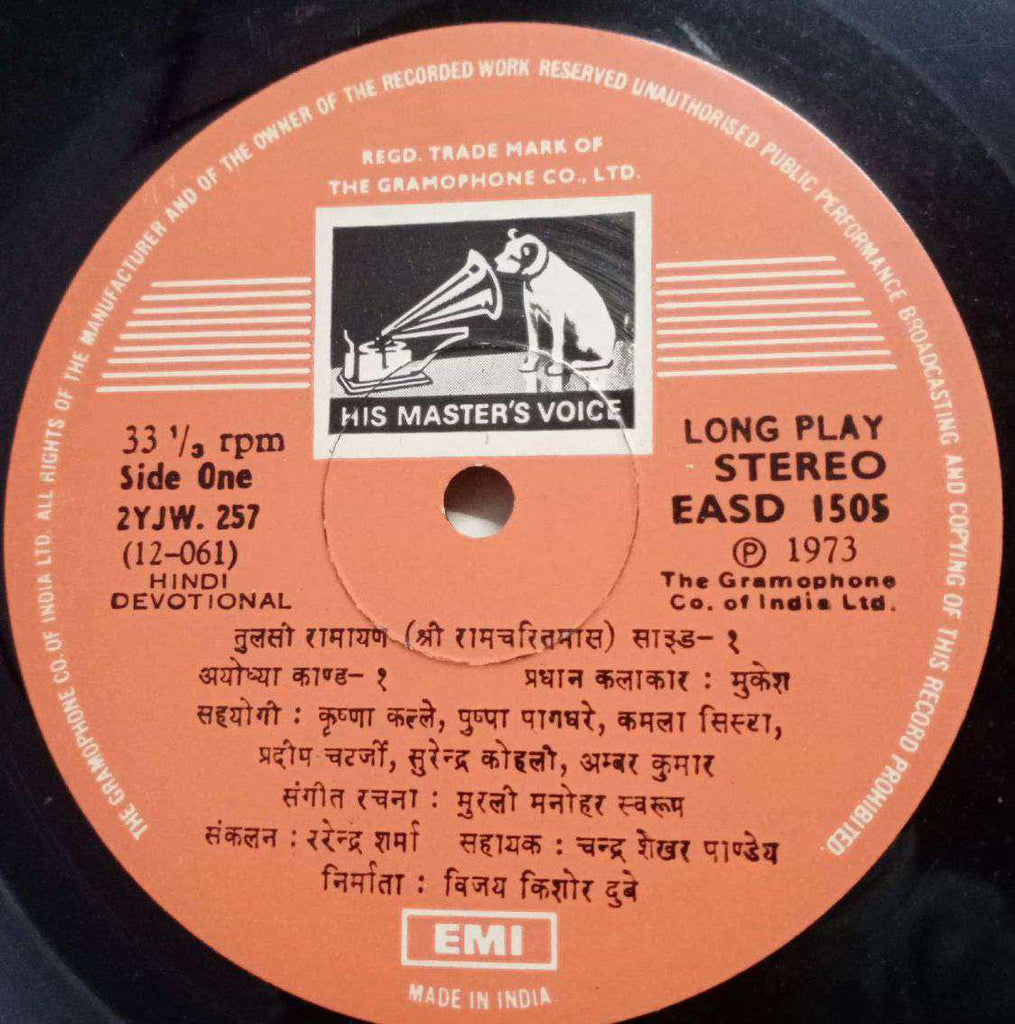 THE GRAMOPHONE CO. OF INDIA LTD. ALL RIGHTS OF THE MANUFACTURER AND OF THE OWNER OF THE RECORDED WORK RESERVED UNAUTHORISED PUBLIC PERFORMANCE BROADCASTING AND COPYING OF THIS RECORD PROHIBITED
REGD. TRADE MARK OF
THE GRAMOPHONE CO., LTD.
HIS MASTER'S VOICE
33 1/3 rpm
Side One
2YJW. 257
(12-061)
HINDI
DEVOTIONAL
LONG PLAY
STEREO
EASD 1505
℗ 1973
The Gramophone
Co. of India Ltd.
तुलसी रामायण (श्री रामचरितमास) साइड- १
अयोध्या काण्ड- १ प्रधान कलाकार : मुकेश
सहयोगी : कृष्णा कल्ले, पुष्पा पागधरे, कमला सिस्टा,
प्रदीप चटर्जी, सुरेन्द्र कोहली, अम्बर कुमार
संगीत रचना : मुरली मनोहर स्वरूप
संकलन : ररेन्द्र शर्मा सहायक : चन्द्र शेखर पाण्डेय
निर्माता : विजय किशोर दुबे
EMI
MADE IN INDIA